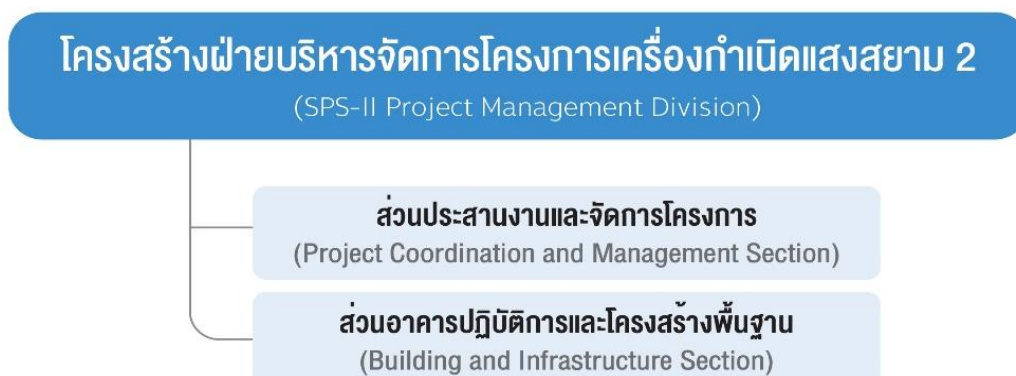 โครงสร้างฝ่ายบริหารจัดการโครงการเครื่องกำเนิดแสงสยาม 2
(SPS-II Project Management Division)
ส่วนประสานงานและจัดการโครงการ
(Project Coordination and Management Section)
ส่วนอาคารปฏิบัติการและโครงสร้างพื้นฐาน
(Building and Infrastructure Section)